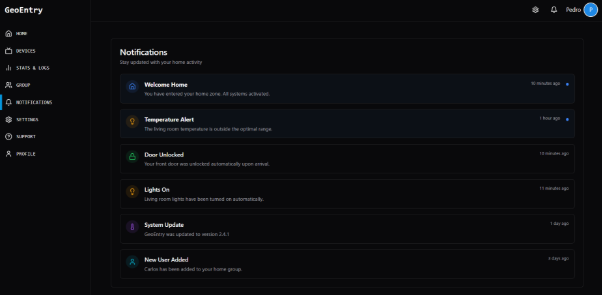 GeoEntry
Pedro
P
HOME
DEVICES
STATS & LOGS
GROUP
NOTIFICATIONS
SETTINGS
SUPPORT
PROFILE
Notifications
Stay updated with your home activity
Welcome Home
10 minutes ago
You have entered your home zone. All systems activated.
Temperature Alert
1 hour ago
The living room temperature is outside the optimal range.
Door Unlocked
10 minutes ago
Your front door was unlocked automatically upon arrival.
Lights On
11 minutes ago
Living room lights have been turned on automatically.
System Update
1 day ago
GeoEntry was updated to version 2.4.1
New User Added
days ago
Carlos has been added to your home group.